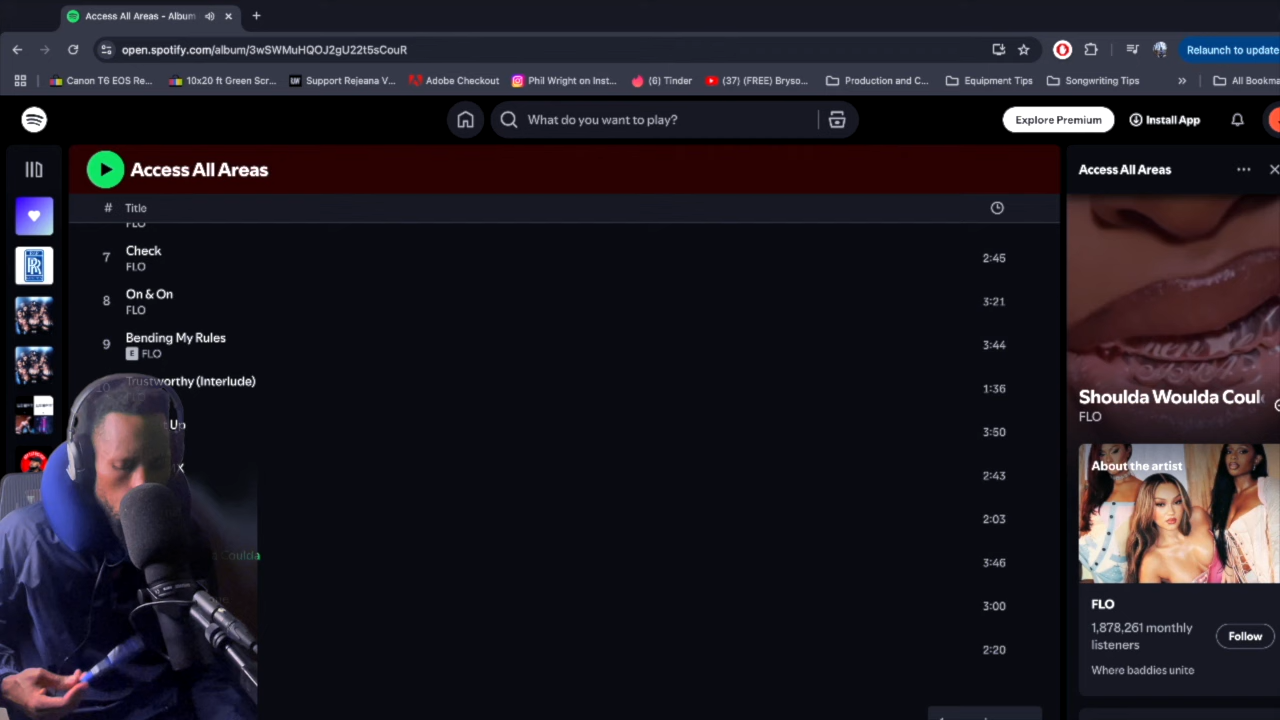 Access All Areas - Album
open.spotify.com/album/3wSWMuHQOJ2gU22t5sCouR
Relaunch to update
Canon T6 EOS Re...
10x20 ft Green Scr...
Support Rejeana V...
Adobe Checkout
Phil Wright on Inst...
(6) Tinder
(37) (FREE) Bryso...
Production and C...
Equipment Tips
Songwriting Tips
All Bookma
What do you want to play?
Explore Premium
Install App
Access All Areas
Access All Areas
# Title
FLO
7 Check 2:45
FLO
8 On & On 3:21
FLO
9 Bending My Rules 3:44
E FLO
Trustworthy (Interlude) 1:36
Up 3:50
2:43
2:03
Coulda 3:46
3:00
2:20
Shoulda Woulda Coul
FLO
About the artist
FLO
1,878,261 monthly
listeners
Follow
Where baddies unite